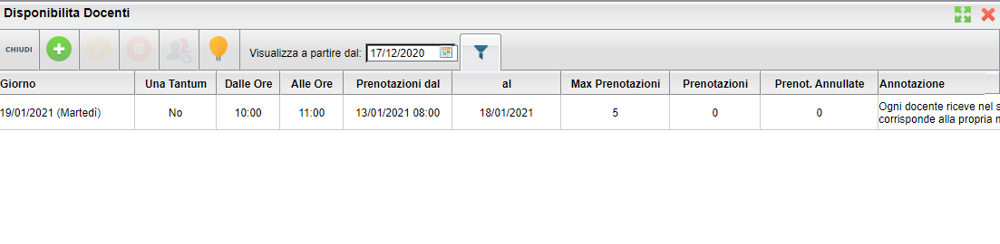 Disponibilita Docenti
CHIUDI Visualizza a partire dal: 17/12/2020
Giorno Una Tantum Dalle Ore Alle Ore Prenotazioni dal al Max Prenotazioni Prenotazioni Prenot. Annullate Annotazione
19/01/2021 (Martedì) No 10:00 11:00 13/01/2021 08:00 18/01/2021 5 0 0 Ogni docente riceve nel s
corrisponde alla propria